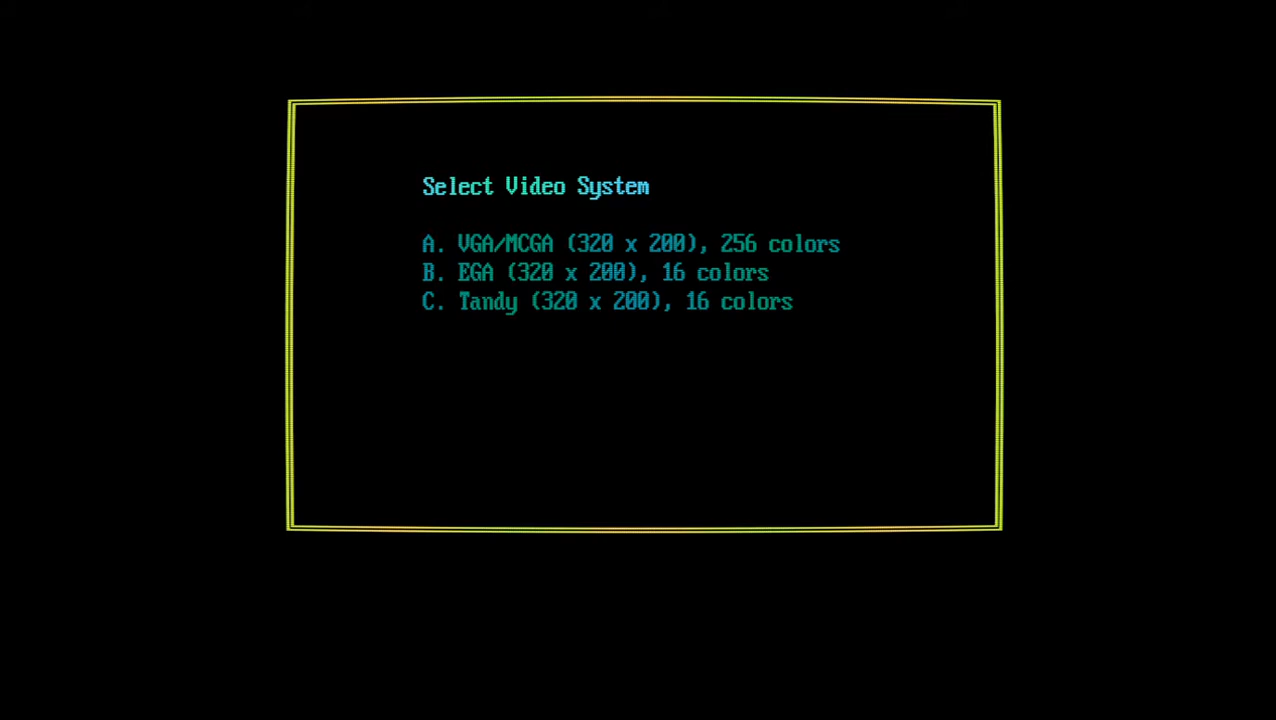 Select Video System
A. VGA/MCGA (320 x 200), 256 colors
B. EGA (320 x 200), 16 colors
C. Tandy (320 x 200), 16 colors